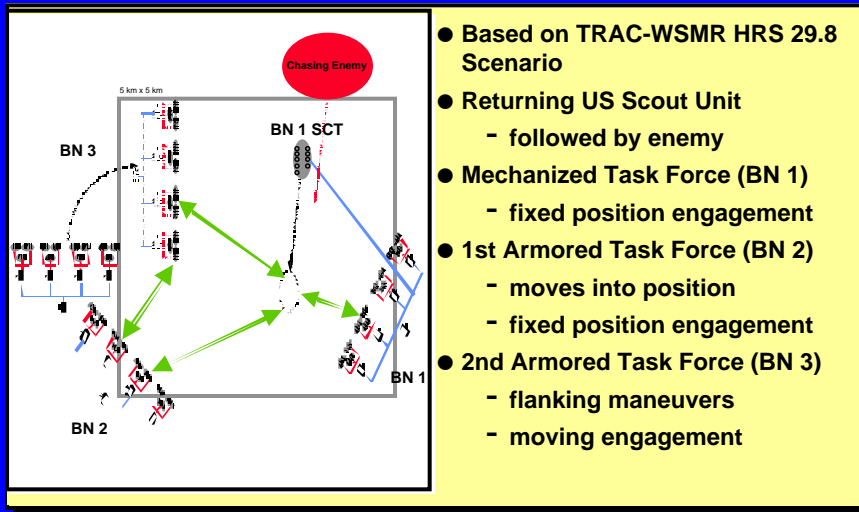 Chasing Enemy
5 km x 5 km
BN 1 SCT
BN 3
BN 1
BN 2
● Based on TRAC-WSMR HRS 29.8
Scenario
● Returning US Scout Unit
- followed by enemy
● Mechanized Task Force (BN 1)
- fixed position engagement
● 1st Armored Task Force (BN 2)
- moves into position
- fixed position engagement
● 2nd Armored Task Force (BN 3)
- flanking maneuvers
- moving engagement